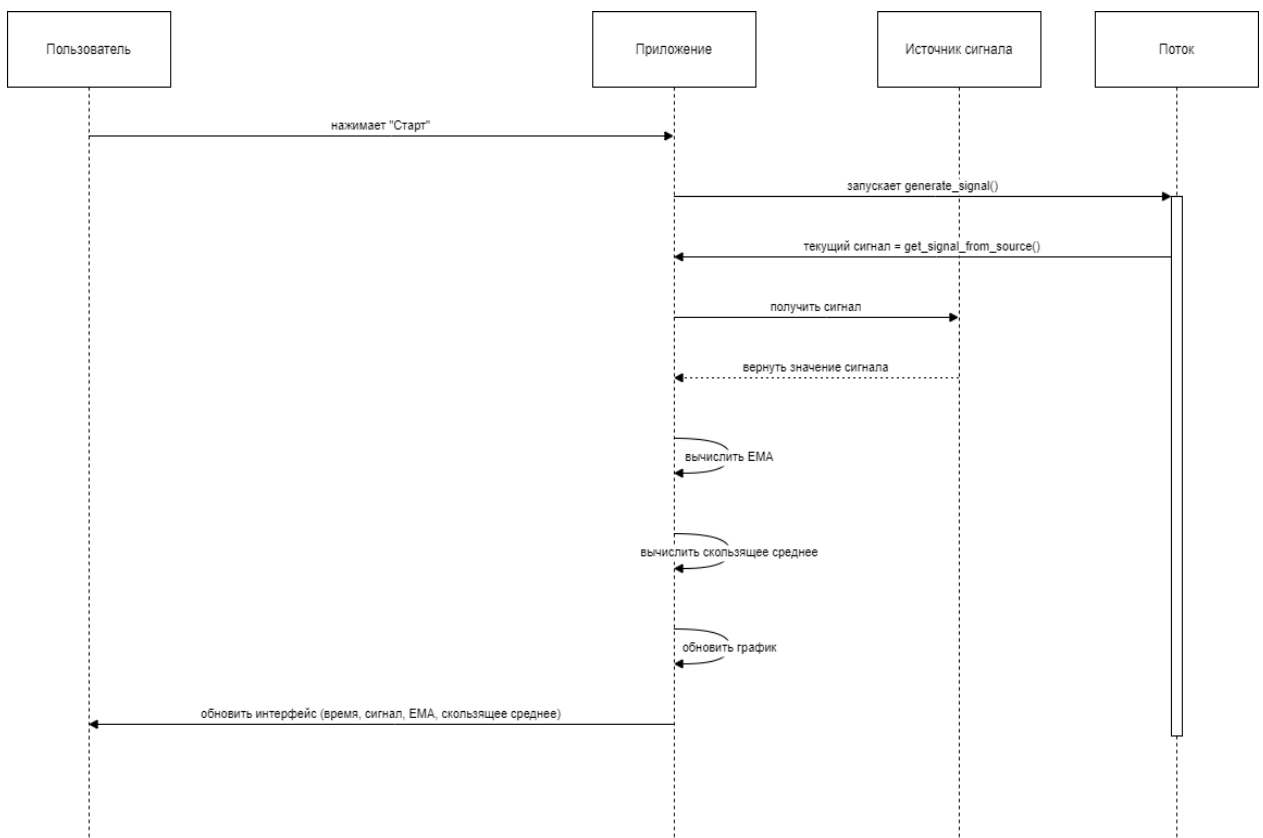 Пользователь
Приложение
Источник сигнала
Поток
нажимает "Старт"
запускает generate_signal()
текущий сигнал = get_signal_from_source()
получить сигнал
вернуть значение сигнала
вычислить EMA
вычислить скользящее среднее
обновить график
обновить интерфейс (время, сигнал, EMA, скользящее среднее)